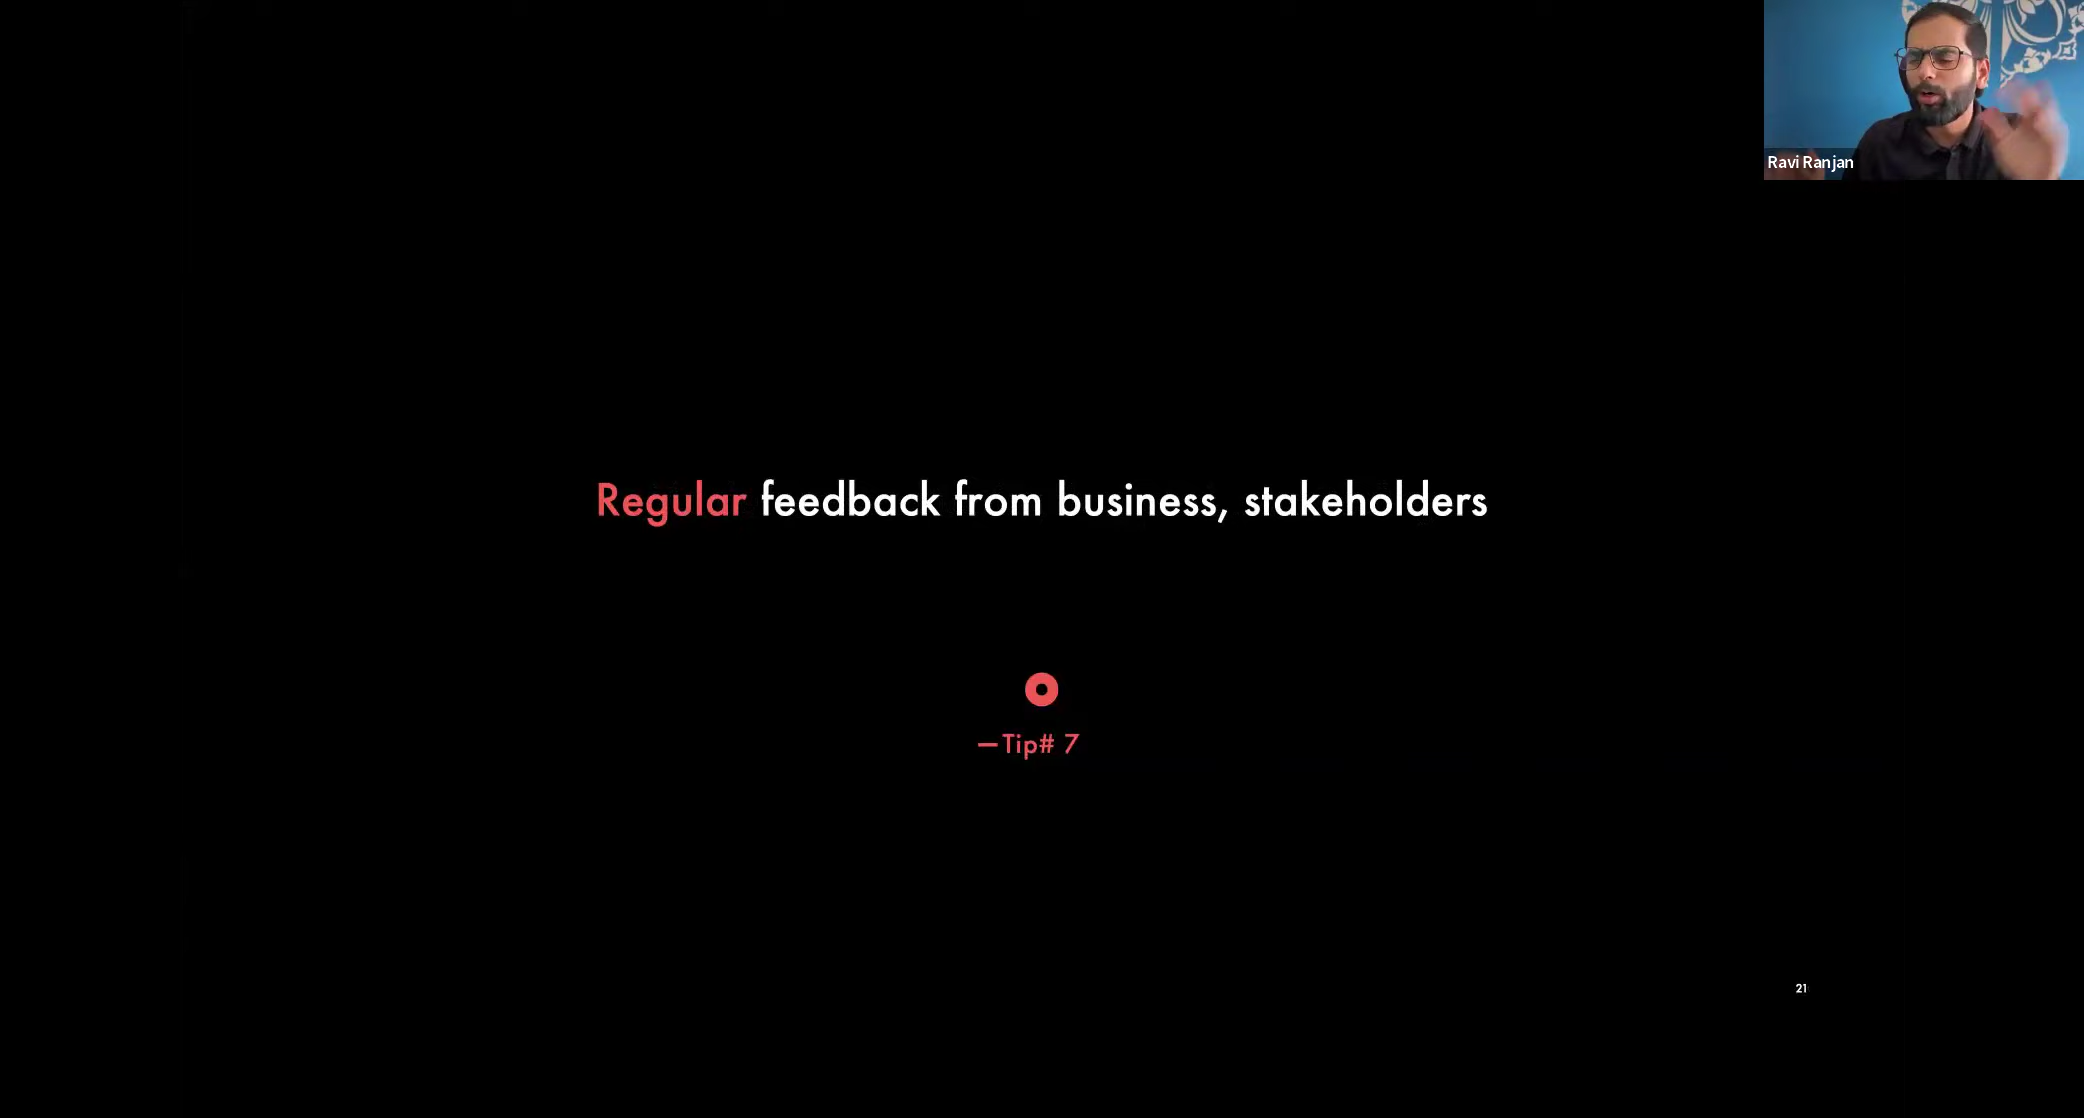 Ravi Ranjan
Regular feedback from business, stakeholders
—Tip# 7
21